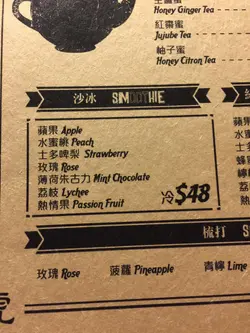 Honey Ginger Tea
紅棗蜜
Jujube Tea
柚子蜜
Honey Citron Tea
沙冰 SMOOTHIE
蘋果 Apple
水蜜桃 Peach
士多啤梨 Strawberry
玫瑰 Rose
薄荷朱古力 Mint Chocolate
荔枝 Lychee
熱情果 Passion Fruit
冷 $48
梳打 S
玫瑰 Rose
菠蘿 Pineapple
青檸 Lime